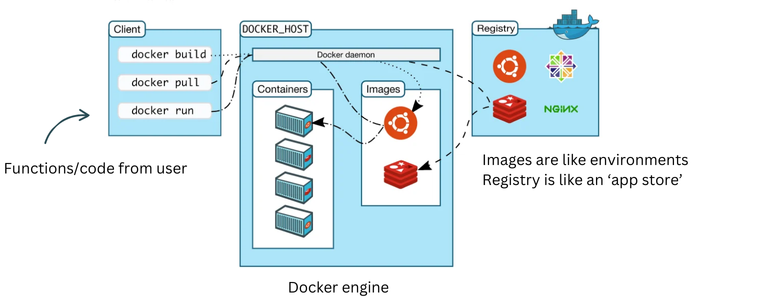 Client
docker build
docker pull
docker run
Functions/code from user
DOCKER_HOST
Docker daemon
Containers
Images
Docker engine
Registry
NGINX
Images are like environments
Registry is like an ‘app store’